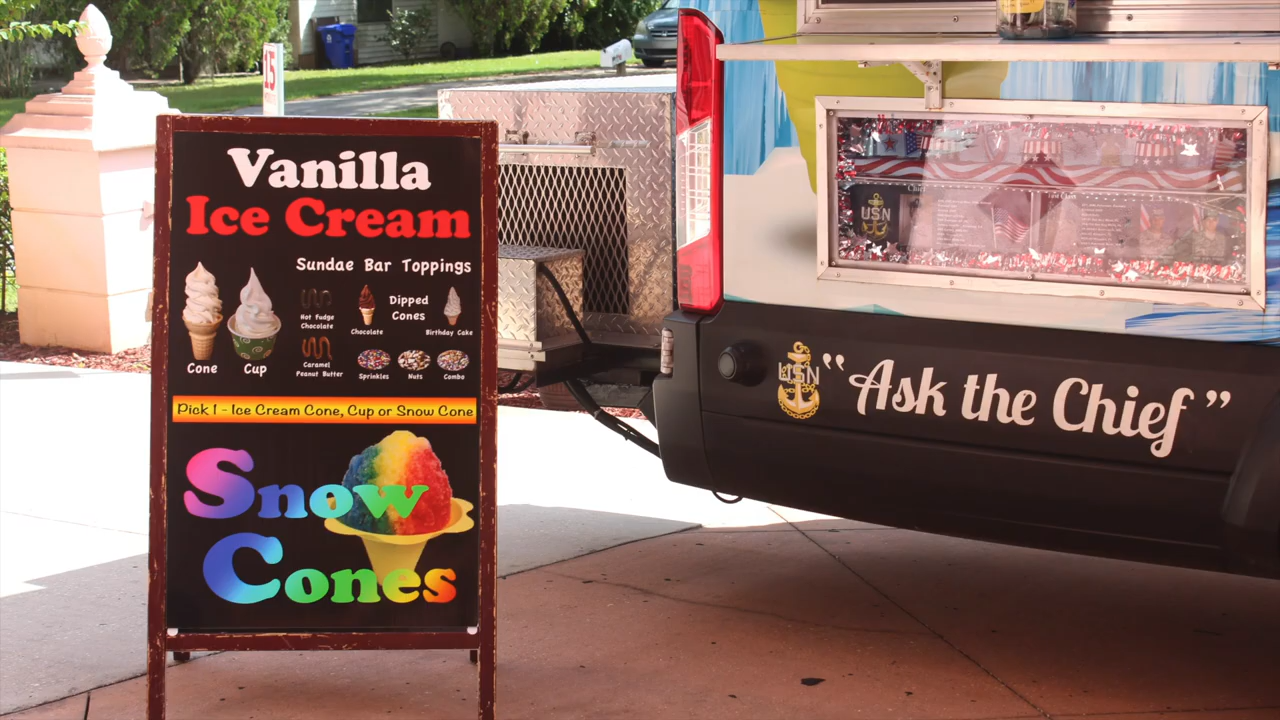 15
Vanilla
Ice Cream
Sundae Bar Toppings
Hot Fudge
Chocolate
Chocolate
Dipped
Cones
Birthday Cake
Cone
Cup
Caramel
Peanut Butter
Sprinkles
Nuts
Combo
Pick 1 - Ice Cream Cone, Cup or Snow Cone
Snow
Cones
USN
USN
“Ask the Chief”